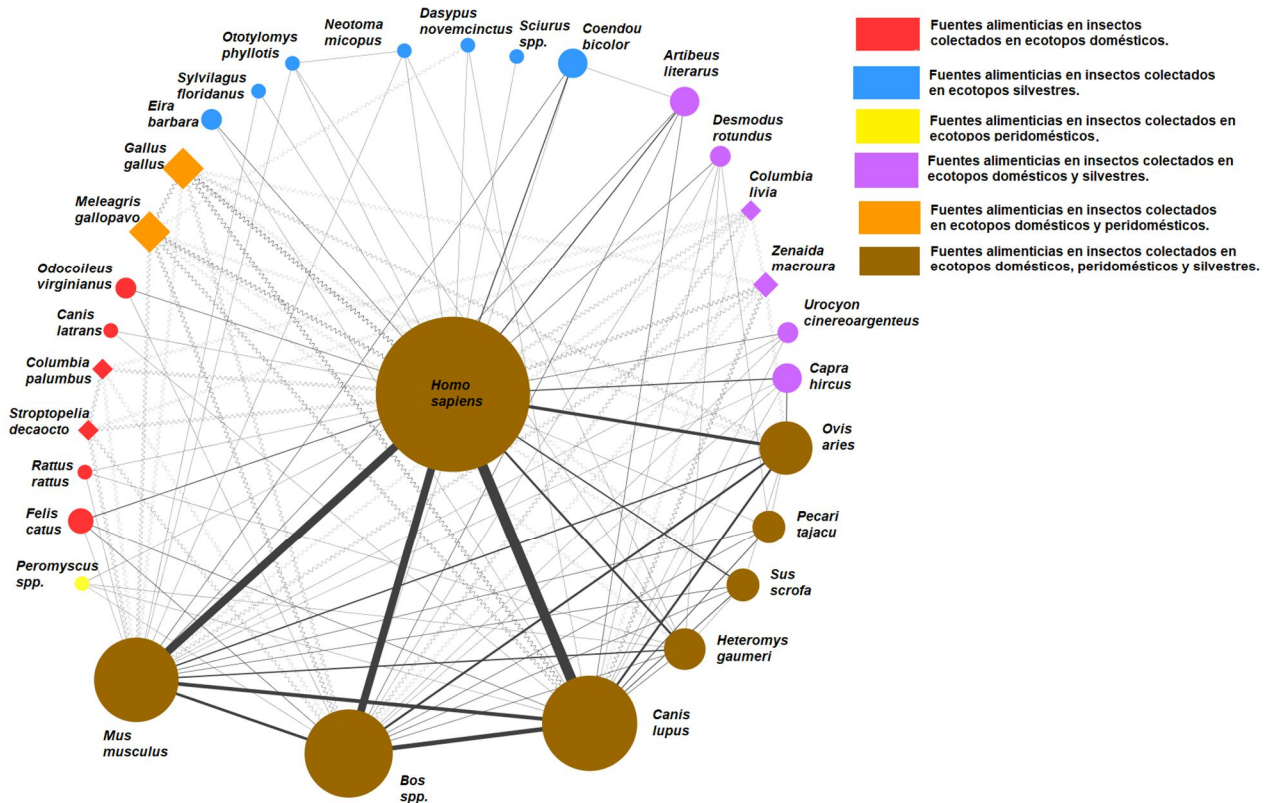 Dasypus
novemcinctus
Neotoma
micopus
Sciurus
spp.
Coendou
bicolor
Ototylomys
phyllotis
Artibeus
literarus
Sylvilagus
floridanus
Desmodus
rotundus
Eira
barbara
Gallus
gallus
Columbia
livia
Meleagris
gallopavo
Zenaida
macroura
Odocoileus
virginianus
Urocyon
cinereoargenteus
Canis
latrans
Capra
hircus
Columbia
palumbus
Homo
sapiens
Stroptopelia
decaocto
Ovis
aries
Rattus
rattus
Felis
catus
Pecari
tajacu
Peromyscus
spp.
Sus
scrofa
Heteromys
gaumeri
Mus
musculus
Canis
lupus
Bos
spp.
Fuentes alimenticias en insectos
colectados en ecotopos domésticos.
Fuentes alimenticias en insectos colectados
en ecotopos silvestres.
Fuentes alimenticias en insectos colectados en
ecotopos peridomésticos.
Fuentes alimenticias en insectos colectados en
ecotopos domésticos y silvestres.
Fuentes alimenticias en insectos colectados
en ecotopos domésticos y peridomésticos.
Fuentes alimenticias en insectos colectados en
ecotopos domésticos, peridomésticos y silvestres.